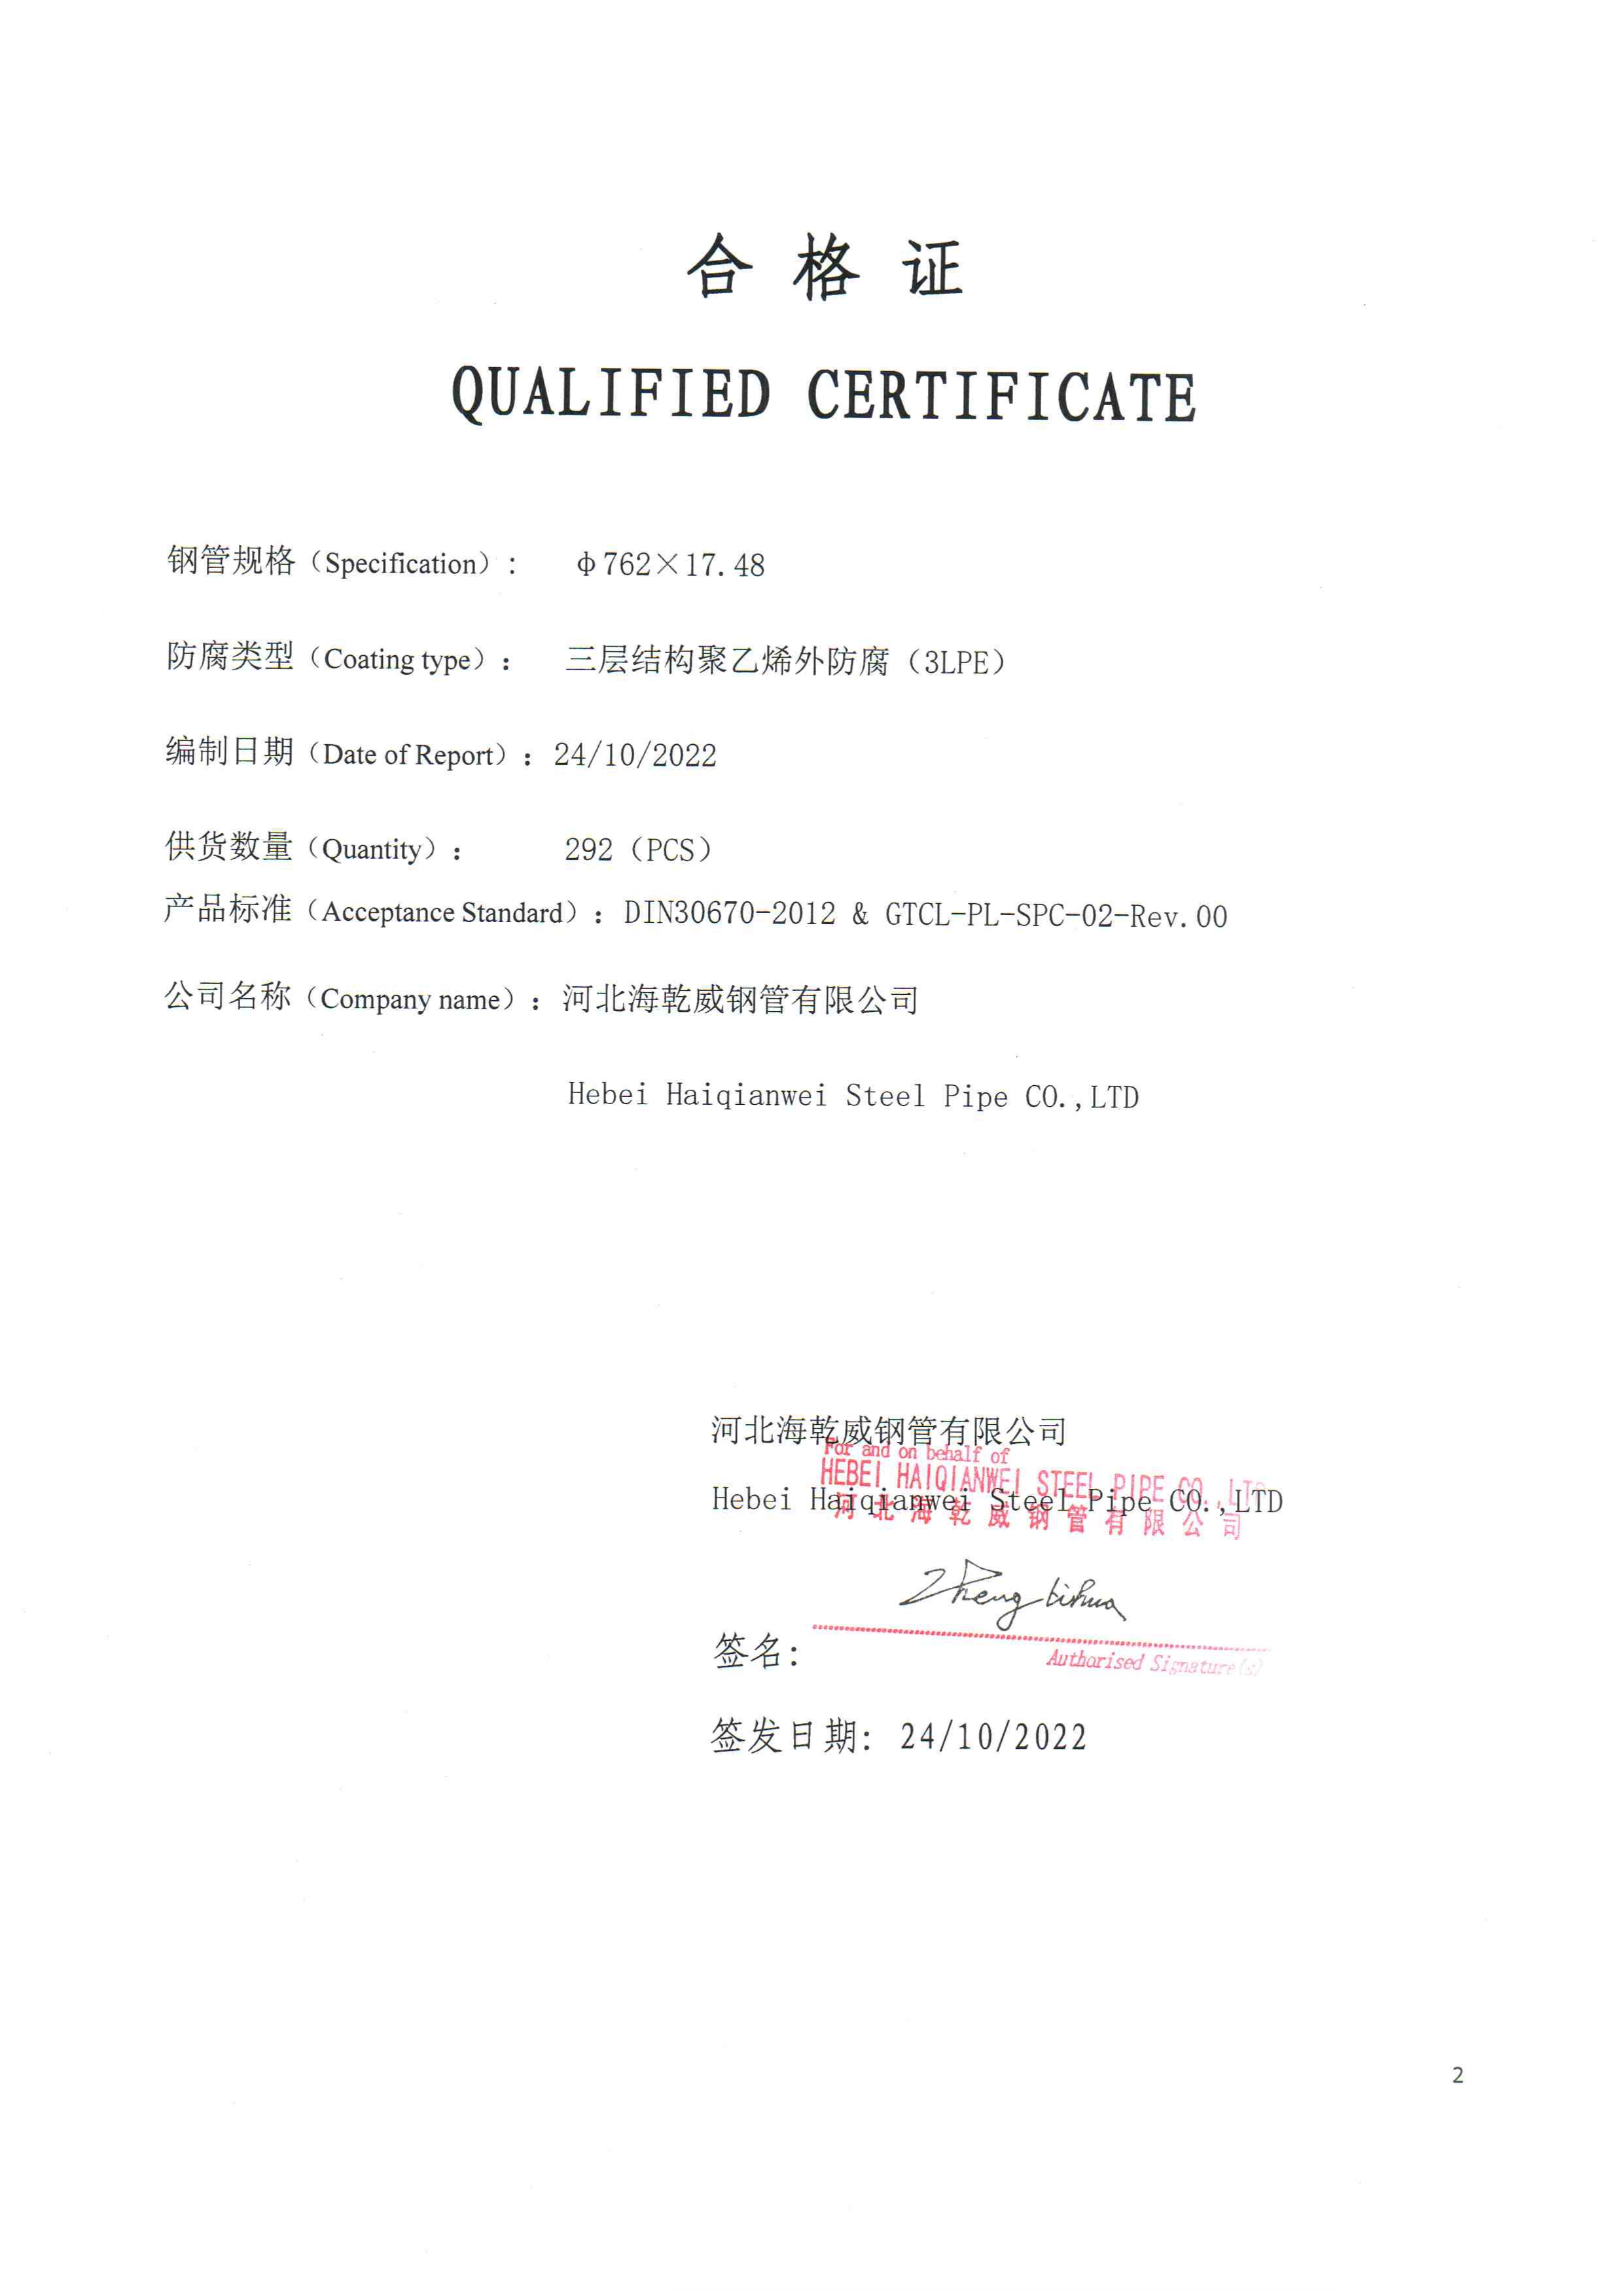 合格证
QUALIFIED CERTIFICATE
钢管规格（Specification）: φ762×17.48
防腐类型（Coating type）： 三层结构聚乙烯外防腐（3LPE）
编制日期（Date of Report）：24/10/2022
供货数量（Quantity）： 292（PCS）
产品标准（Acceptance Standard）：DIN30670-2012 & GTCL-PL-SPC-02-Rev.00
公司名称（Company name）：河北海乾威钢管有限公司
Hebei Haiqianwei Steel Pipe CO.,LTD
河北海乾威钢管有限公司
For and on behalf of
HEBEI HAIQIANWEI STEEL PIPE CO.,LTD
Hebei Haiqianwei Steel Pipe CO.,LTD
河北海乾威钢管有限公司
Zheng
签名:
Authorised Signature(s)
签发日期: 24/10/2022
2